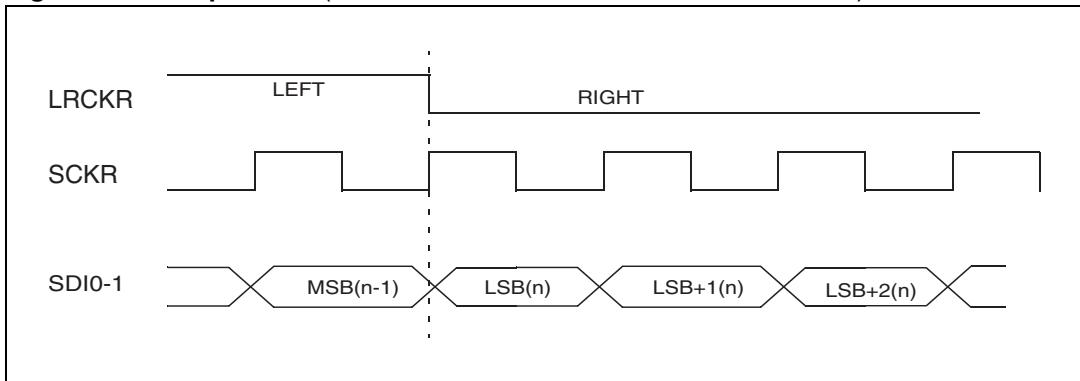 LRCKR
LEFT
RIGHT
SCKR
SDI0-1
MSB(n-1)
LSB(n)
LSB+1(n)
LSB+2(n)